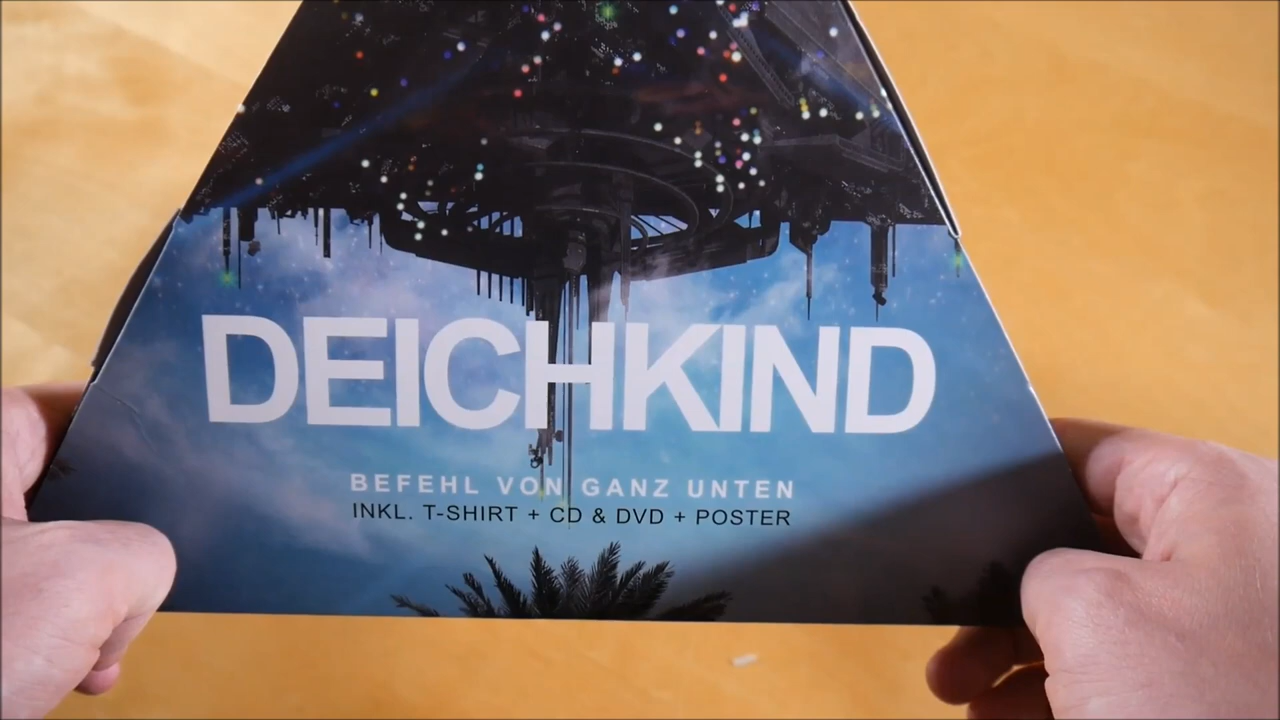 DEICHKIND
BEFEHL VON GANZ UNTEN
INKL. T-SHIRT + CD & DVD + POSTER